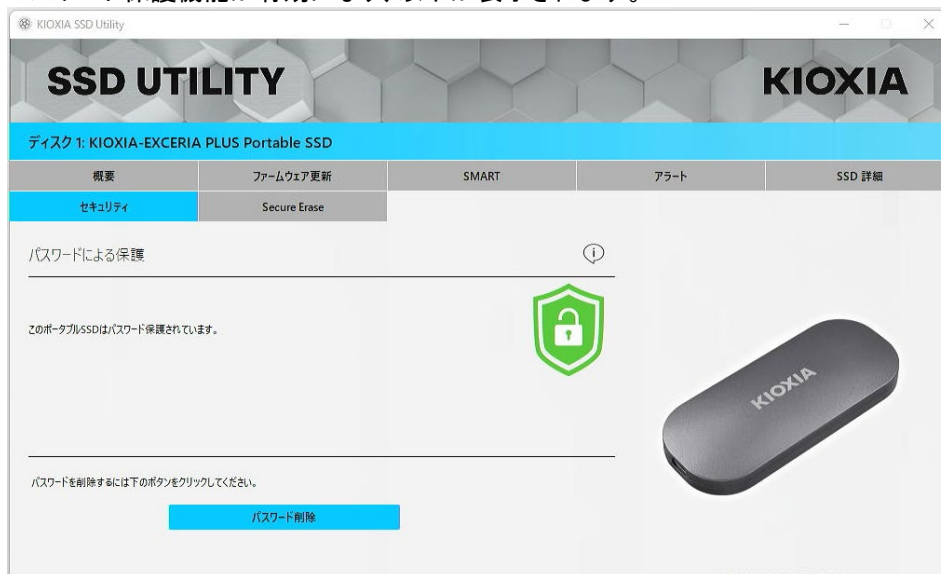 KIOXIA SSD Utility
SSD UTILITY
KIOXIA
ディスク 1: KIOXIA-EXCERIA PLUS Portable SSD
概要 ファームウェア更新 SMART アラート SSD 詳細
セキュリティ Secure Erase
パスワードによる保護
このポータブルSSDはパスワード保護されています。
KIOXIA
パスワードを削除するには下のボタンをクリックしてください。
パスワード削除